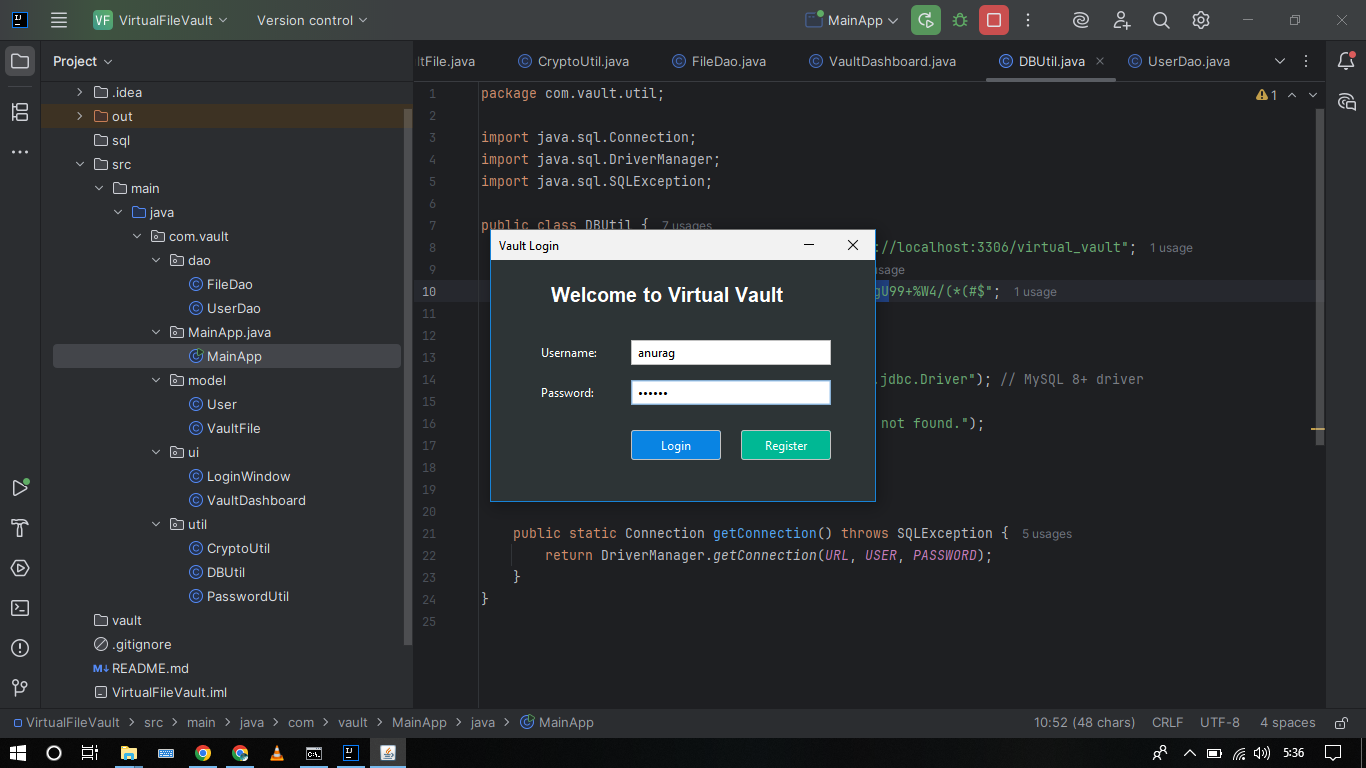 VF VirtualFileVault Version control MainApp
Project
ltFile.java CryptoUtil.java FileDao.java VaultDashboard.java DBUtil.java UserDao.java
.idea
out
sql
src
main
java
com.vault
dao
FileDao
UserDao
MainApp.java
MainApp
model
User
VaultFile
ui
LoginWindow
VaultDashboard
util
CryptoUtil
DBUtil
PasswordUtil
vault
.gitignore
M↓ README.md
VirtualFileVault.iml
1 package com.vault.util; 1
2
3 import java.sql.Connection;
4 import java.sql.DriverManager;
5 import java.sql.SQLException;
6
7 public class DBUtil { 7 usages
8 ://localhost:3306/virtual_vault"; 1 usage
9 usage
10 gU99+%W4/(*(#$"; 1 usage
11
12
13
14 .jdbc.Driver"); // MySQL 8+ driver
15
16 not found.");
17
18
19
20
21 public static Connection getConnection() throws SQLException { 5 usages
22 return DriverManager.getConnection(URL, USER, PASSWORD);
23 }
24 }
25
Vault Login
Welcome to Virtual Vault
Username: anurag
Password: ••••••
Login Register
VirtualFileVault > src > main > java > com > vault > MainApp > java > MainApp 10:52 (48 chars) CRLF UTF-8 4 spaces
5:36